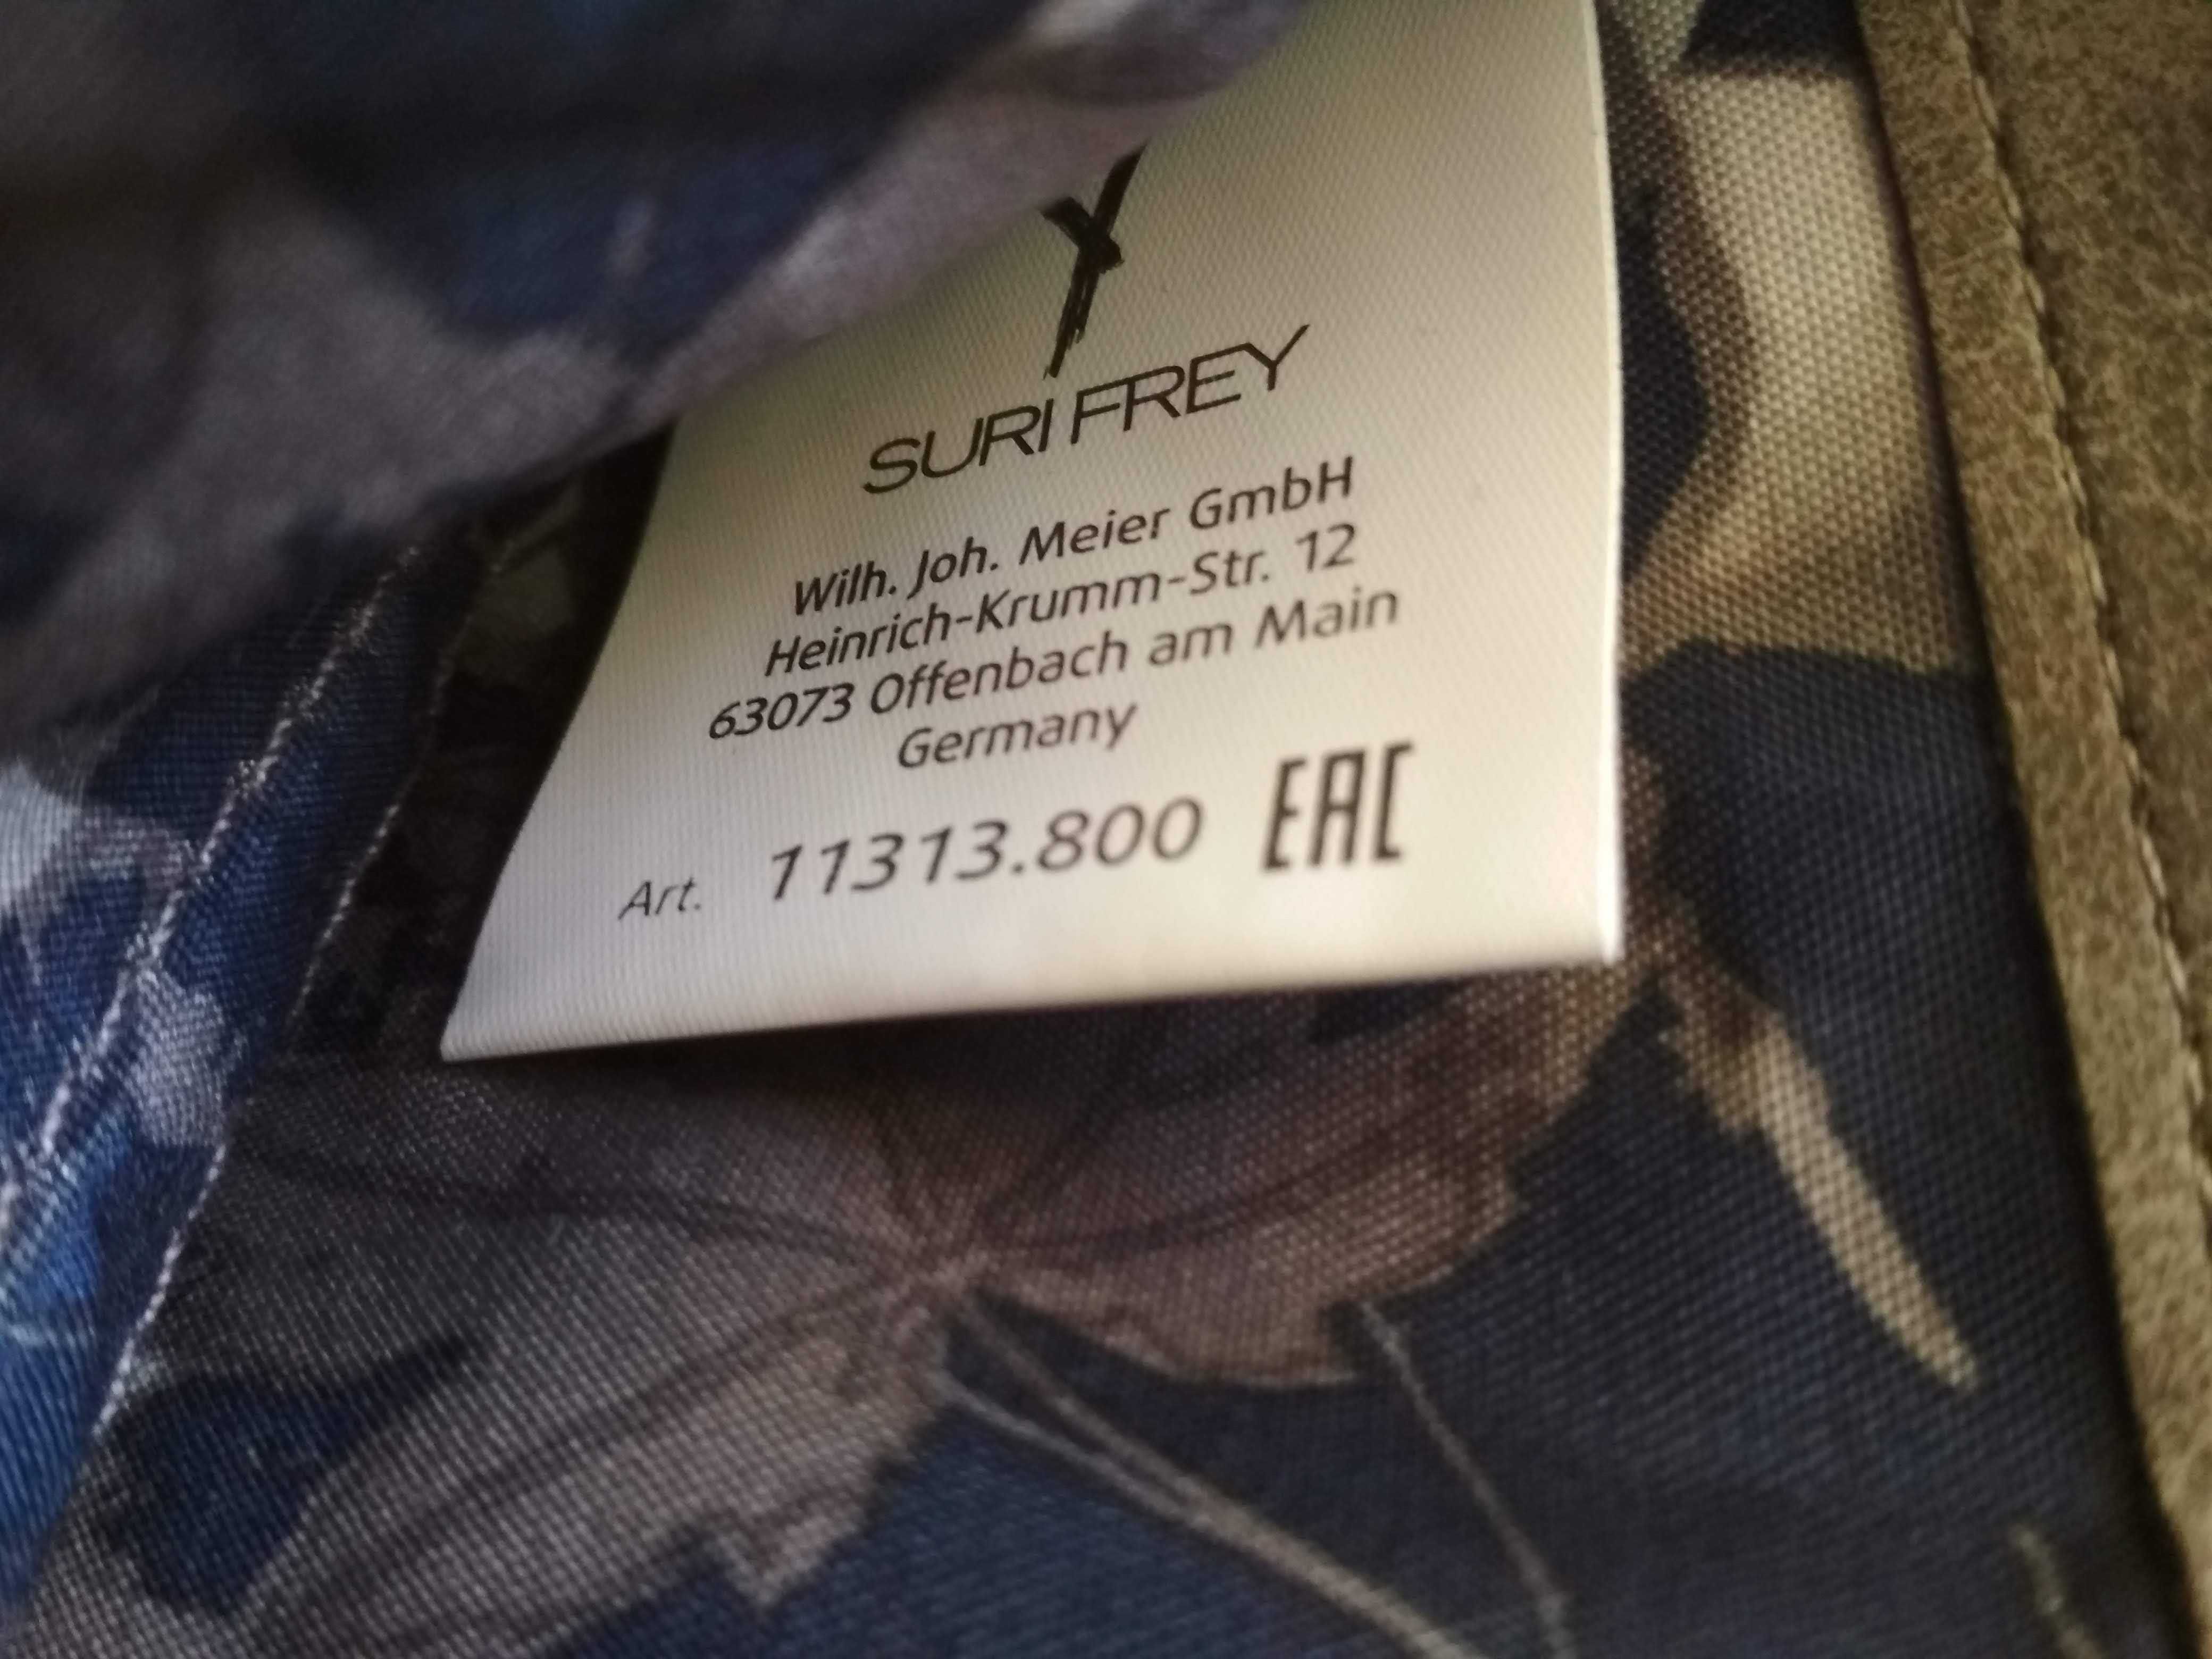 SURI FREY
Wilh. Joh. Meier GmbH
Heinrich-Krumm-Str. 12
63073 Offenbach am Main
Germany
Art. 11313.800 EAC